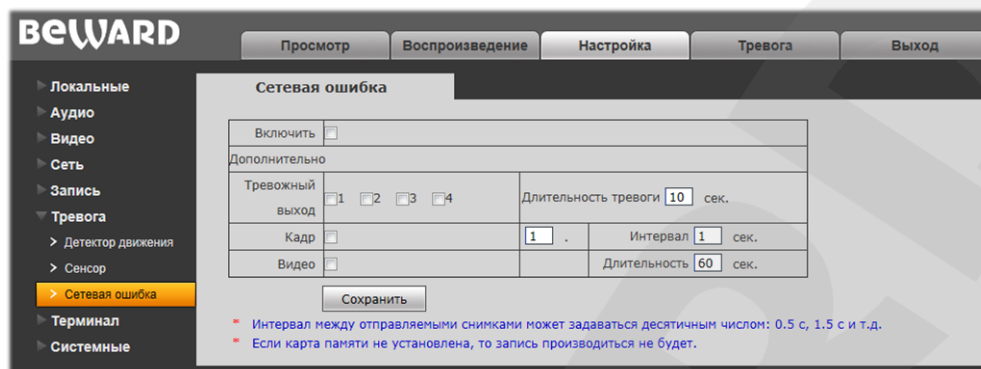 BEWARD
Просмотр Воспроизведение Настройка Тревога Выход
Локальные
Аудио
Видео
Сеть
Запись
Тревога
> Детектор движения
> Сенсор
> Сетевая ошибка
Терминал
Системные
Сетевая ошибка
Включить
Дополнительно
Тревожный выход 1 2 3 4 Длительность тревоги 10 сек.
Кадр 1 . Интервал 1 сек.
Видео Длительность 60 сек.
Сохранить
* Интервал между отправляемыми снимками может задаваться десятичным числом: 0.5 с, 1.5 с и т.д.
* Если карта памяти не установлена, то запись производиться не будет.